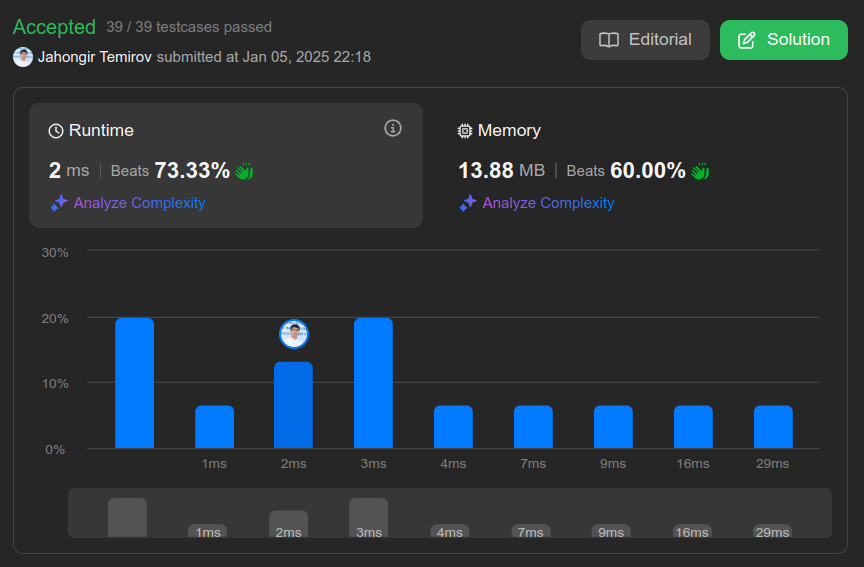 Accepted 39 / 39 testcases passed
Jahongir Temirov submitted at Jan 05, 2025 22:18
Editorial
Solution
Runtime
2 ms | Beats 73.33%
Analyze Complexity
Memory
13.88 MB | Beats 60.00%
Analyze Complexity
30%
20%
10%
0%
1ms 2ms 3ms 4ms 7ms 9ms 16ms 29ms
1ms 2ms 3ms 4ms 7ms 9ms 16ms 29ms